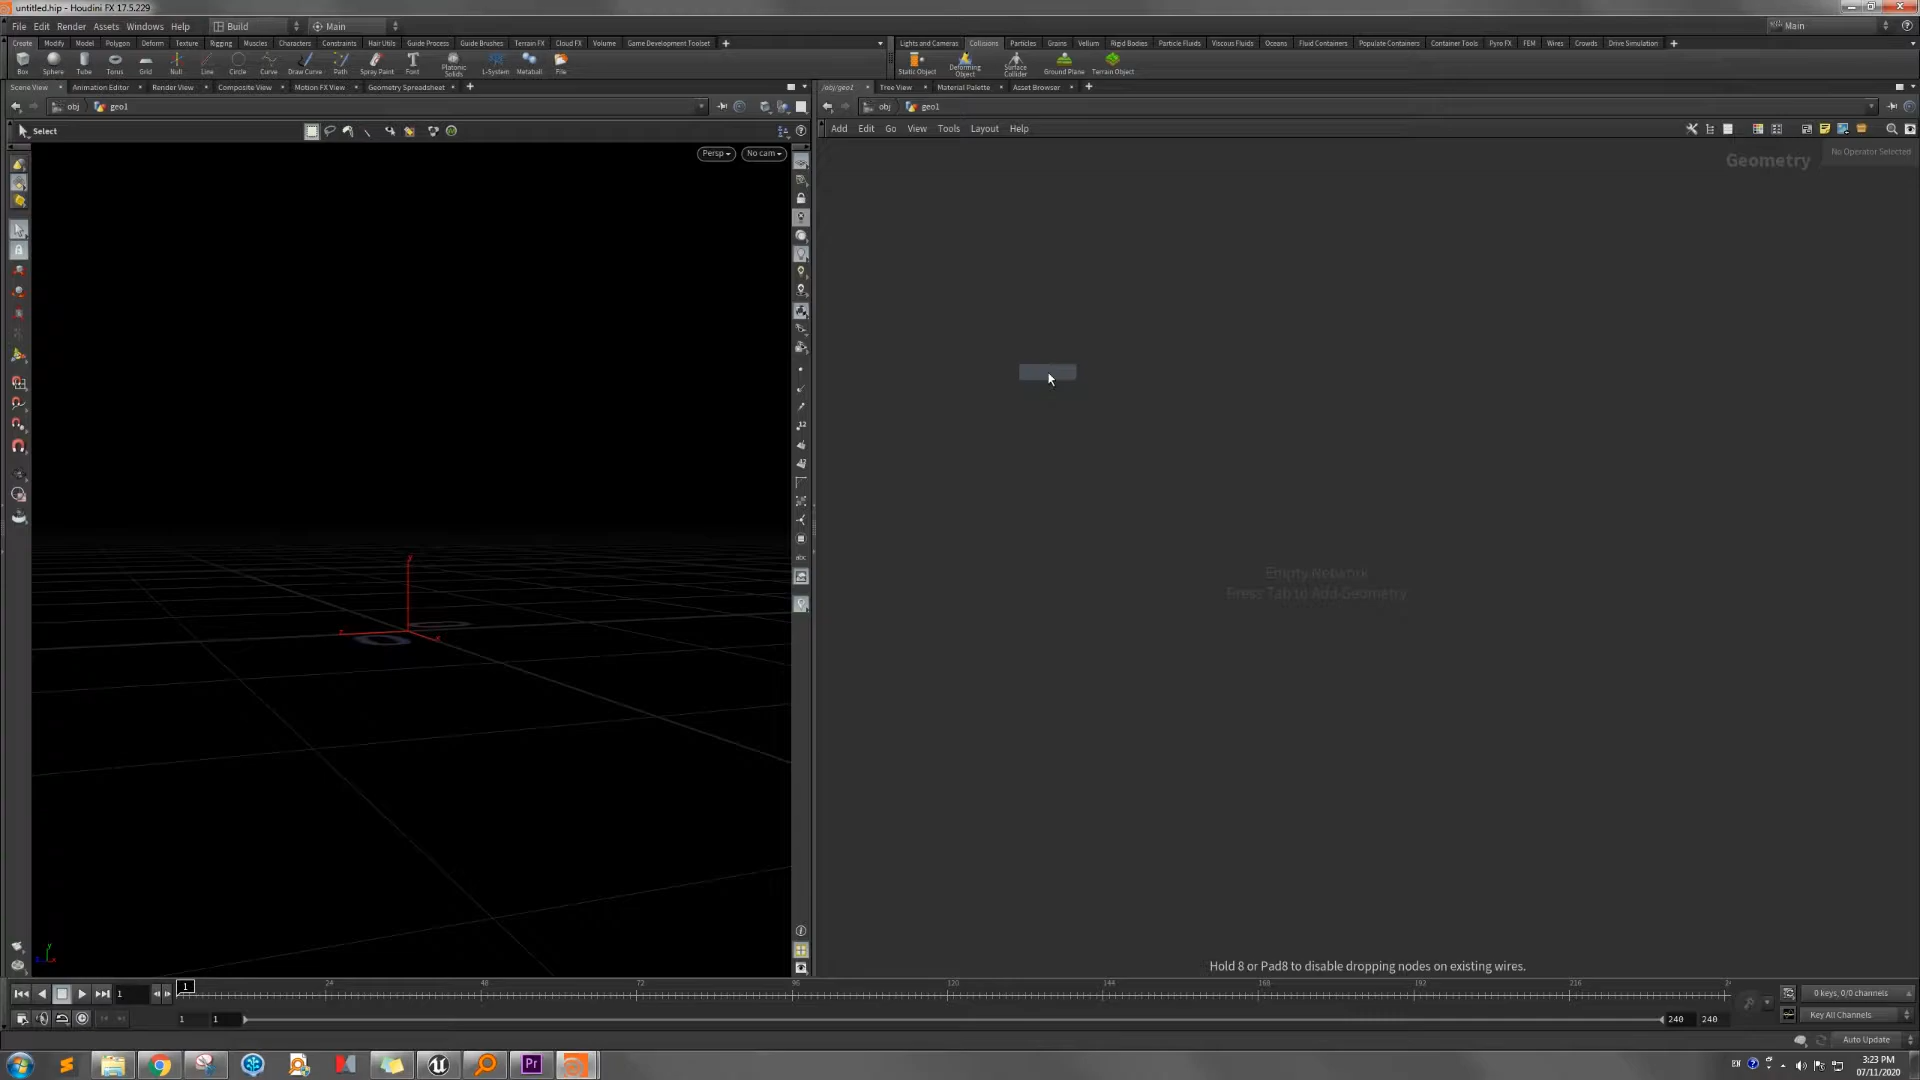 untitled.hip - Houdini FX 17.5.229
File Edit Render Assets Windows Help Build Main Main
Create Modify Model Polygon Deform Texture Rigging Muscles Characters Constraints Hair Utils Guide Process Guide Brushes Terrain FX Cloud FX Volume Game Development Toolset
Lights and Cameras Collisions Particles Grains Vellum Rigid Bodies Particle Fluids Viscous Fluids Oceans Fluid Containers Populate Containers Container Tools Pyro FX FEM Wires Crowds Drive Simulation
Box Sphere Tube Torus Grid Null Line Circle Curve Draw Curve Path Spray Paint Font Platonic Solids L-System Metaball File
Static Object Deforming Object Surface Collider Ground Plane Terrain Object
Scene View Animation Editor Render View Composite View Motion FX View Geometry Spreadsheet
/obj/geo1 Tree View Material Palette Asset Browser
obj geo1
obj geo1
Select
Add Edit Go View Tools Layout Help
Persp No cam
Geometry
No Operator Selected
Empty Network
Press Tab to Add Geometry
Hold 8 or Pad8 to disable dropping nodes on existing wires.
1 1 24 48 72 96 120 144 168 192 216
0 keys, 0/0 channels
1 1 240 240
Key All Channels
Auto Update
Pr
3:23 PM
07/11/2020